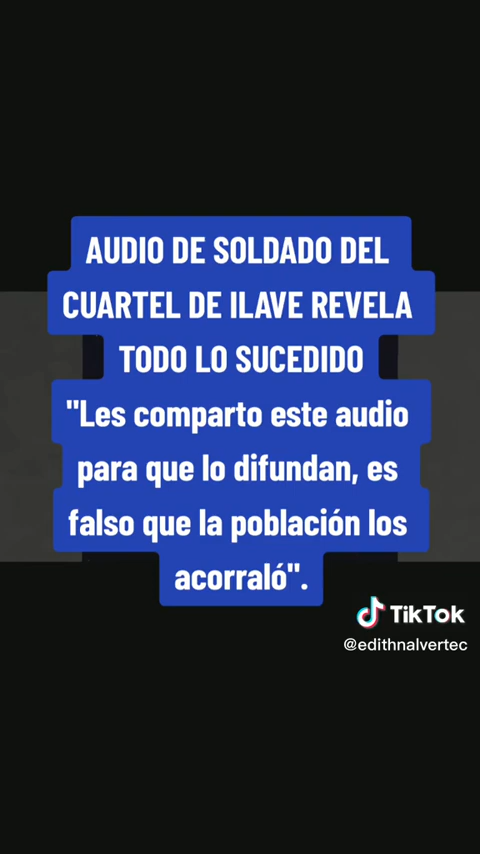 AUDIO DE SOLDADO DEL
CUARTEL DE ILAVE REVELA
TODO LO SUCEDIDO
"Les comparto este audio
para que lo difundan, es
falso que la población los
acorraló".
TikTok
@edithnalvertec